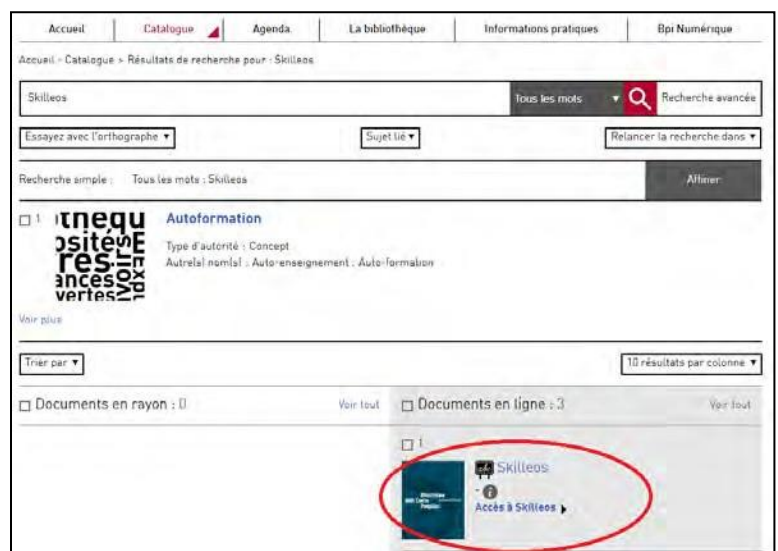 Accueil Catalogue Agenda La bibliothèque Informations pratiques Bpi Numérique
Accueil > Catalogue > Résultats de recherche pour : Skilleos
Skilleos Tous les mots ▼ Recherche avancée
Essayez avec l'orthographe ▼ Sujet lié ▼ Relancer la recherche dans ▼
Recherche simple : Tous les mots : Skilleos Affiner
1 Autoformation
Type d'autorité : Concept
Autre(s) nom(s) : Auto-enseignement ; Auto-formation
Voir plus
Trier par ▼ 10 résultats par colonne ▼
Documents en rayon : 0 Voir tout Documents en ligne : 3 Voir tout
1
Skilleos
- i
Accès à Skilleos